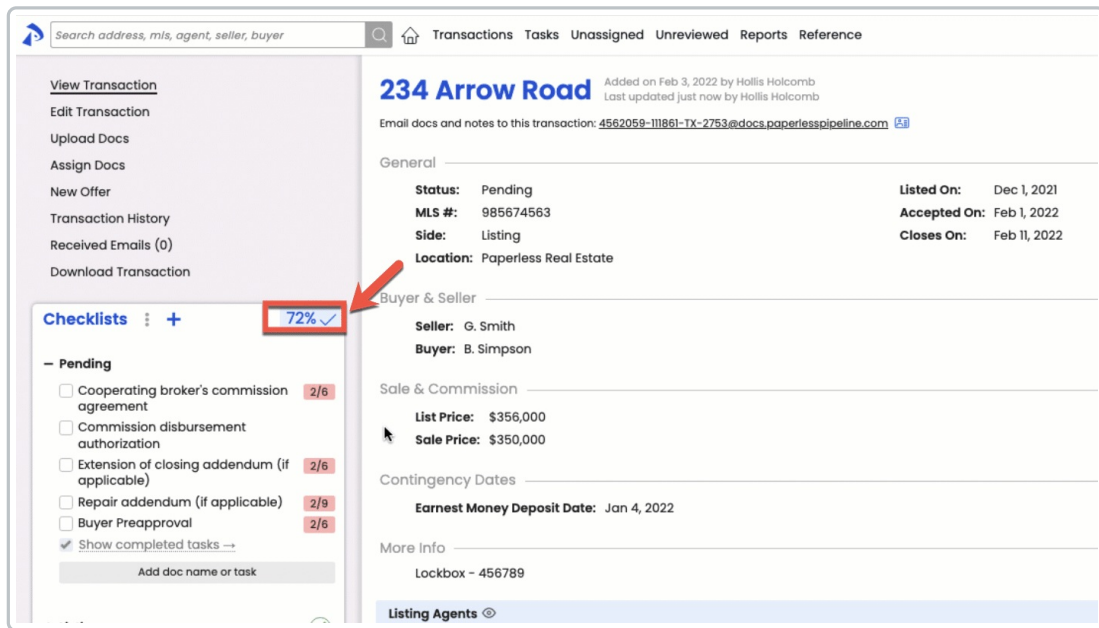 Search address, mls, agent, seller, buyer
Transactions Tasks Unassigned Unreviewed Reports Reference
View Transaction
Edit Transaction
Upload Docs
Assign Docs
New Offer
Transaction History
Received Emails (0)
Download Transaction
Checklists
72%
Pending
Cooperating broker's commission 2/6
agreement
Commission disbursement
authorization
Extension of closing addendum (if 2/6
applicable)
Repair addendum (if applicable) 2/9
Buyer Preapproval 2/6
Show completed tasks →
Add doc name or task
234 Arrow Road
Added on Feb 3, 2022 by Hollis Holcomb
Last updated just now by Hollis Holcomb
Email docs and notes to this transaction: 4562059-111861-TX-2753@docs.paperlesspipeline.com
General
Status: Pending
MLS #: 985674563
Side: Listing
Location: Paperless Real Estate
Listed On: Dec 1, 2021
Accepted On: Feb 1, 2022
Closes On: Feb 11, 2022
Buyer & Seller
Seller: G. Smith
Buyer: B. Simpson
Sale & Commission
List Price: $356,000
Sale Price: $350,000
Contingency Dates
Earnest Money Deposit Date: Jan 4, 2022
More Info
Lockbox - 456789
Listing Agents